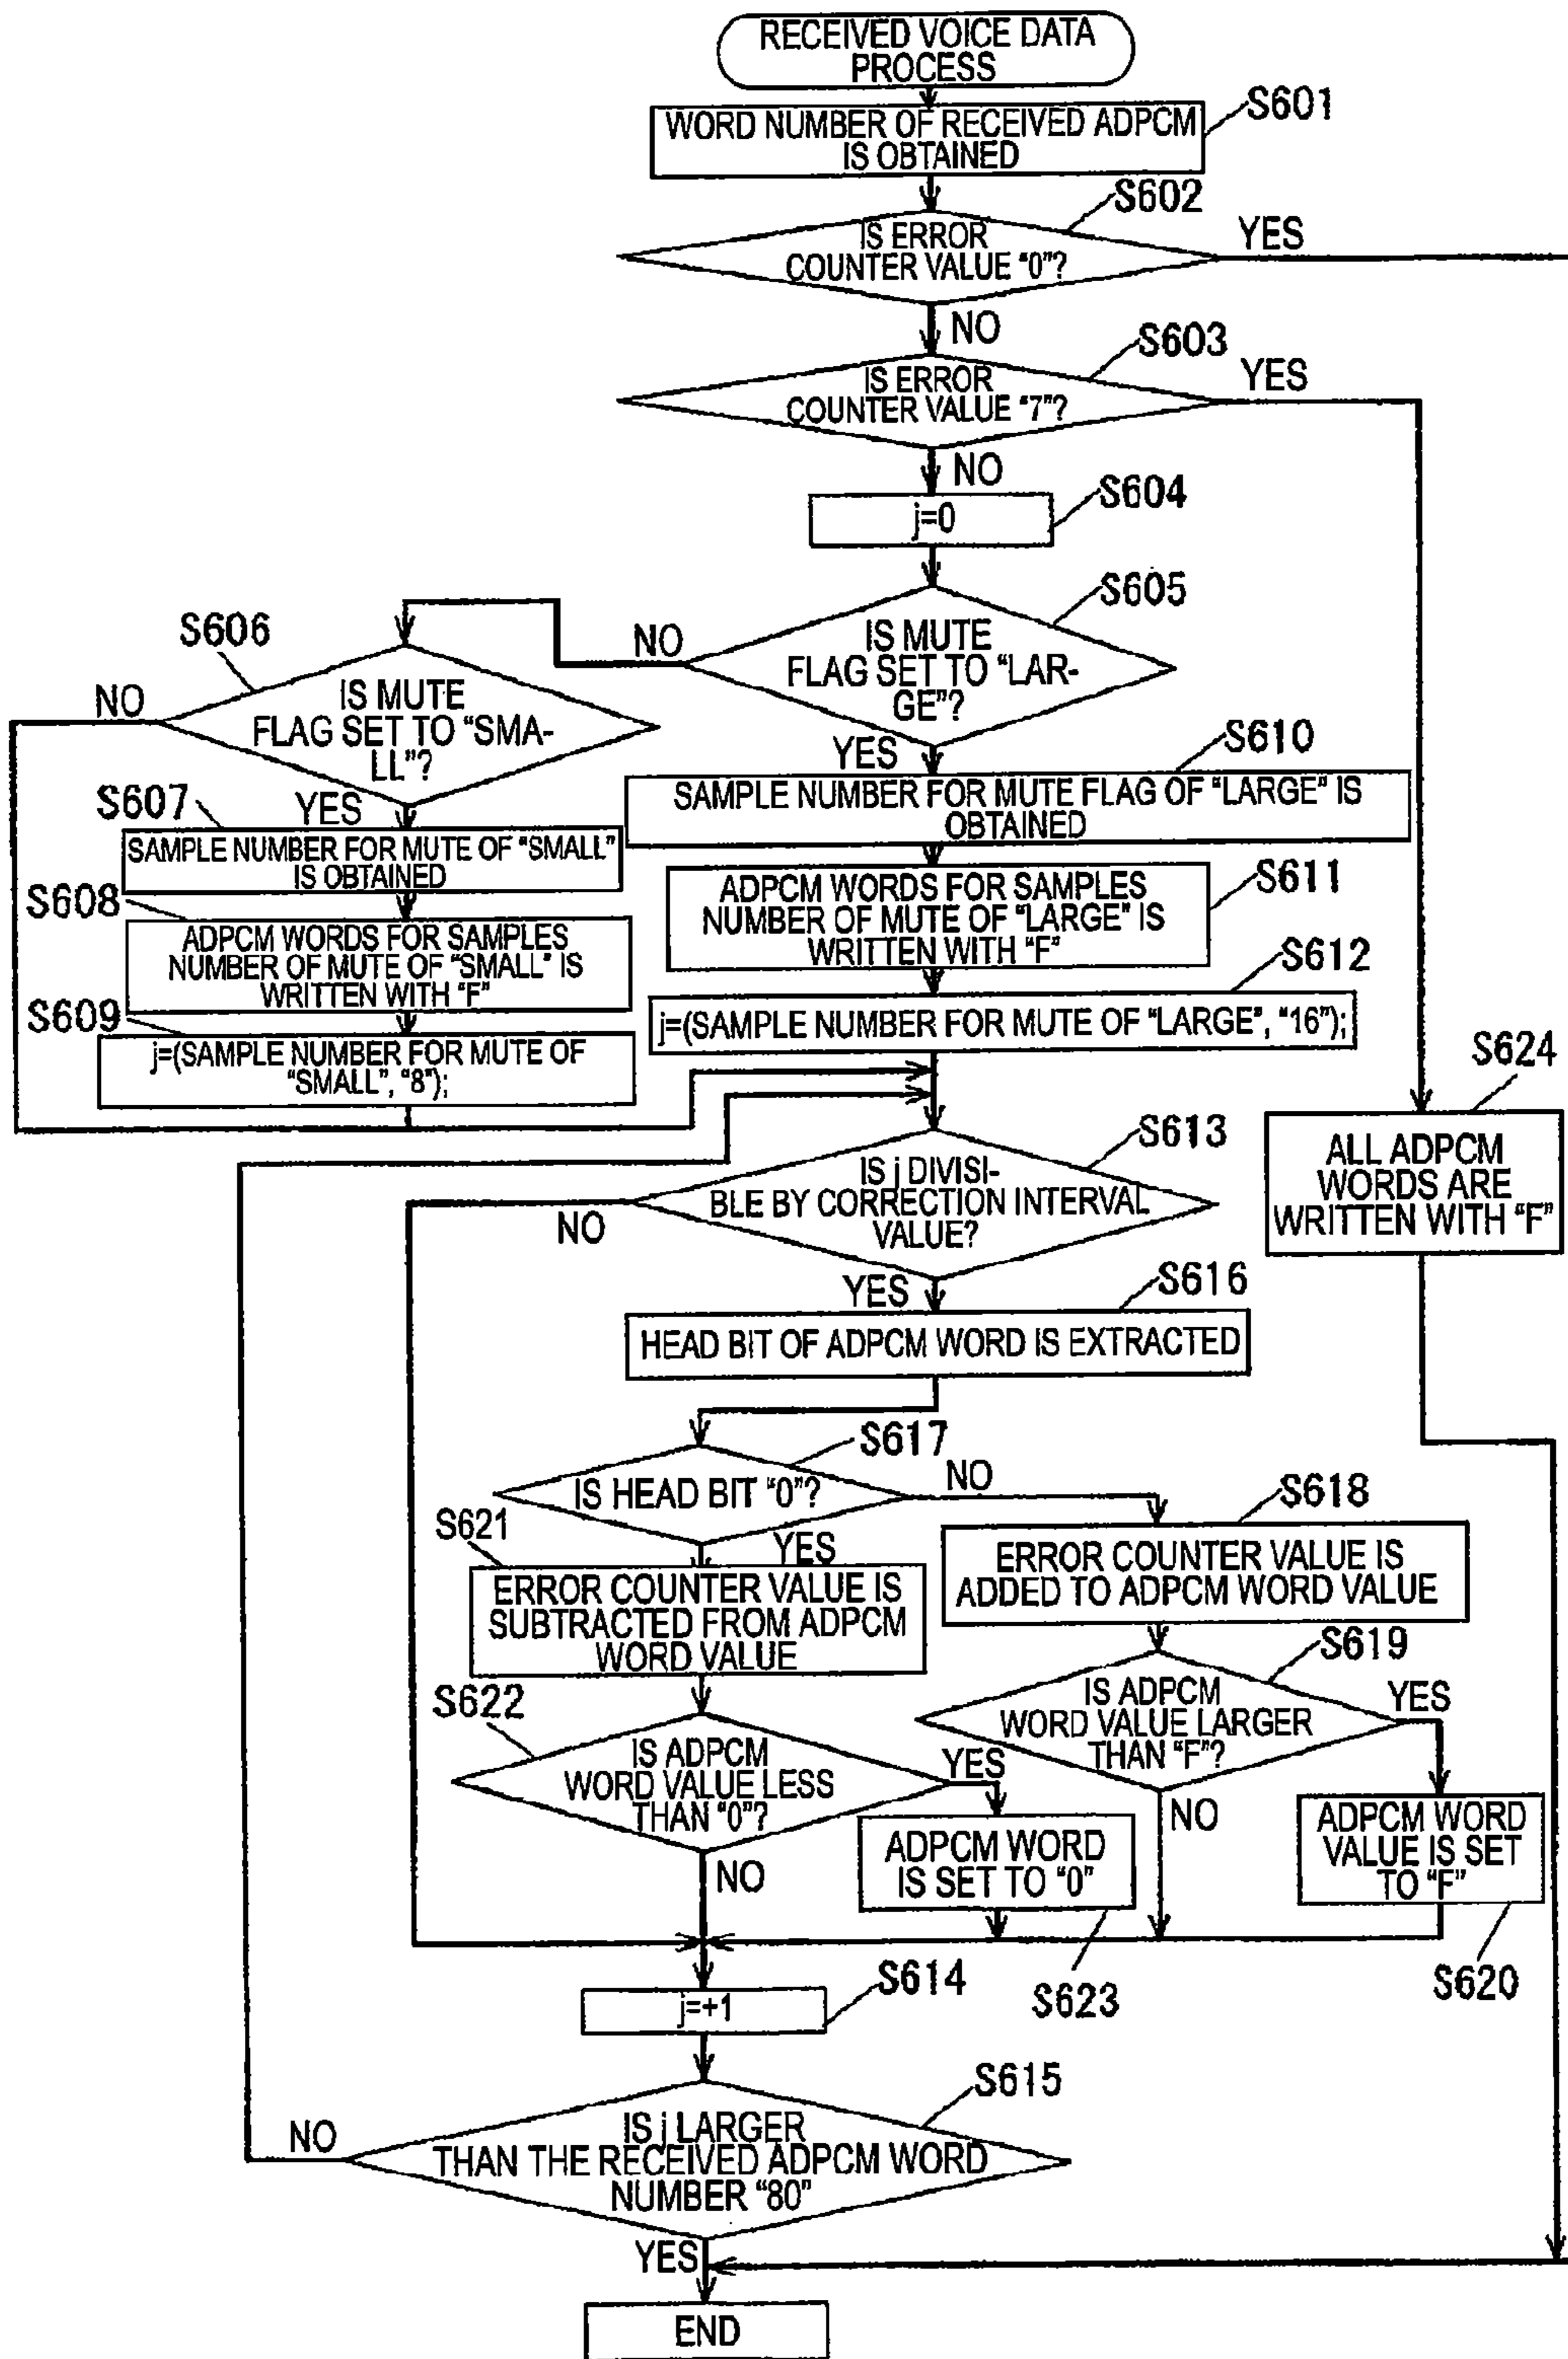 RECEIVED VOICE DATA
PROCESS
S601
WORD NUMBER OF RECEIVED ADPCM
IS OBTAINED
S602
IS ERROR
COUNTER VALUE "0"?
YES
NO
S603
IS ERROR
COUNTER VALUE "7"?
YES
NO
S604
j=0
S605
IS MUTE
FLAG SET TO "LAR-
GE"?
NO
YES
S606
IS MUTE
FLAG SET TO "SMA-
LL"?
NO
YES
S607
SAMPLE NUMBER FOR MUTE OF "SMALL"
IS OBTAINED
S608
ADPCM WORDS FOR SAMPLES
NUMBER OF MUTE OF "SMALL" IS
WRITTEN WITH "F"
S609
j=(SAMPLE NUMBER FOR MUTE OF
"SMALL", "8");
S610
SAMPLE NUMBER FOR MUTE FLAG OF "LARGE" IS
OBTAINED
S611
ADPCM WORDS FOR SAMPLES
NUMBER OF MUTE OF "LARGE" IS
WRITTEN WITH "F"
S612
j=(SAMPLE NUMBER FOR MUTE OF "LARGE", "16");
S624
ALL ADPCM
WORDS ARE
WRITTEN WITH "F"
S613
IS j DIVISI-
BLE BY CORRECTION INTERVAL
VALUE?
NO
YES
S616
HEAD BIT OF ADPCM WORD IS EXTRACTED
S617
IS HEAD BIT "0"?
NO
YES
S618
ERROR COUNTER VALUE IS
ADDED TO ADPCM WORD VALUE
S621
ERROR COUNTER VALUE IS
SUBTRACTED FROM ADPCM
WORD VALUE
S619
IS ADPCM
WORD VALUE LARGER
THAN "F"?
YES
NO
S622
IS ADPCM
WORD VALUE LESS
THAN "0"?
YES
NO
ADPCM WORD
IS SET TO "0"
S623
ADPCM WORD
VALUE IS SET
TO "F"
S620
S614
j=+1
S615
IS j LARGER
THAN THE RECEIVED ADPCM WORD
NUMBER "80"
NO
YES
END